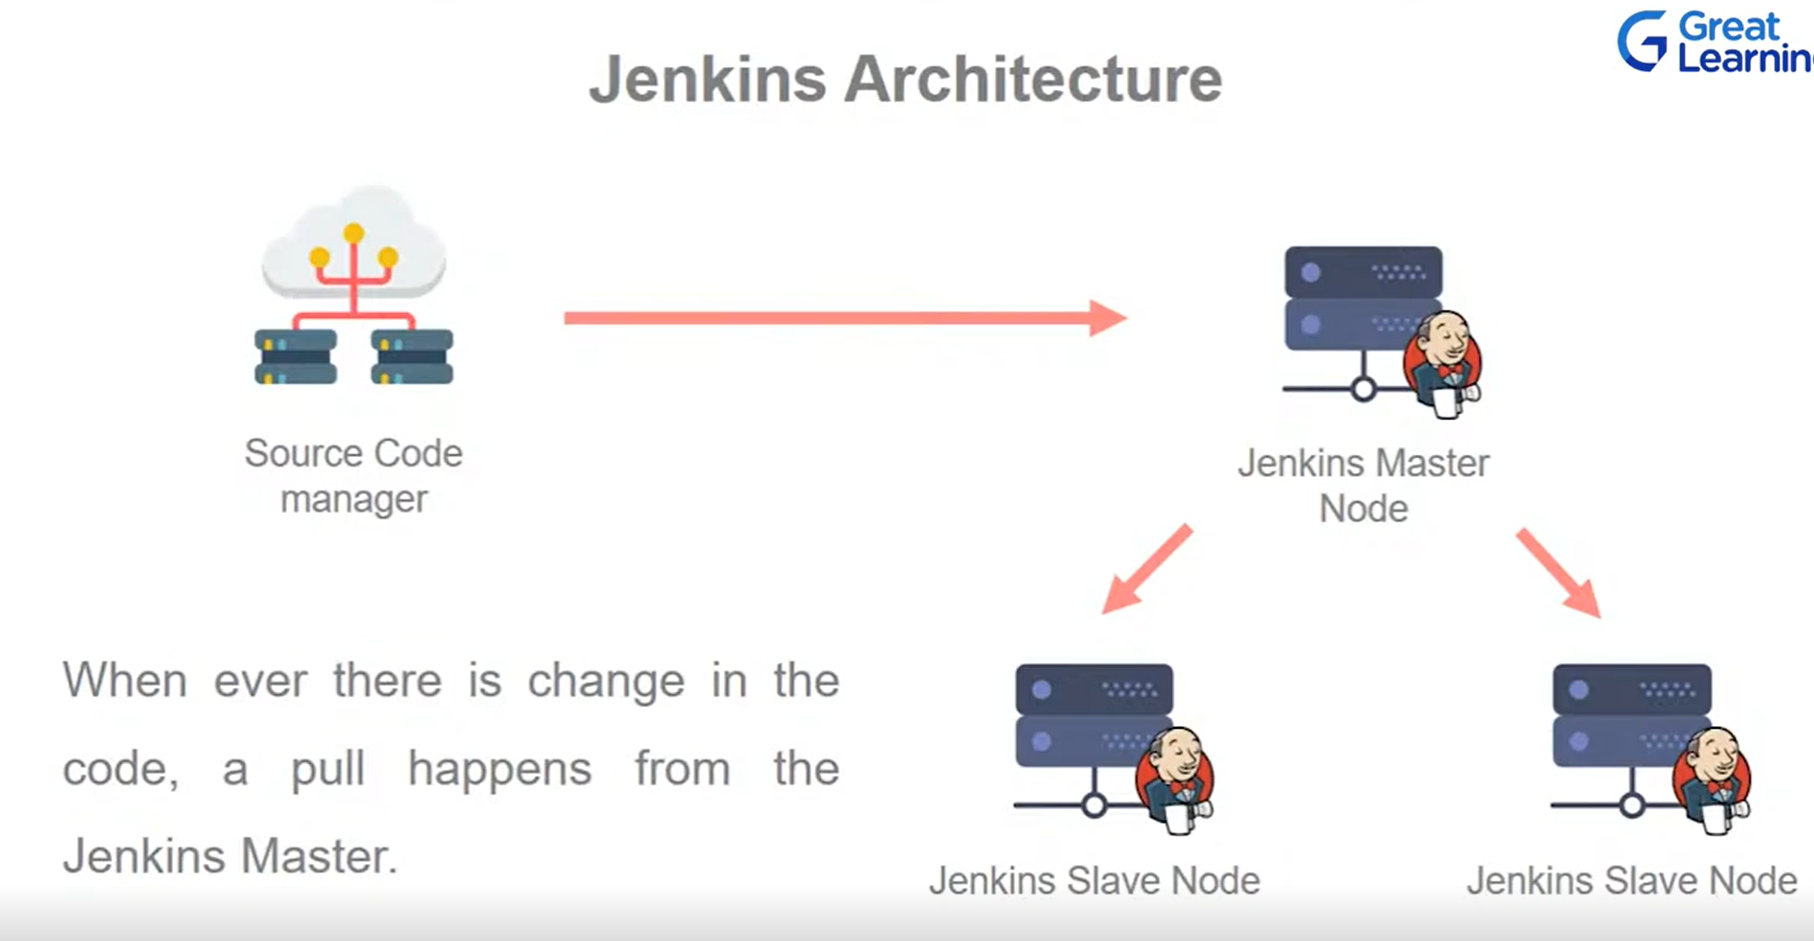 Great
Learning
Jenkins Architecture
Source Code
manager
Jenkins Master
Node
When ever there is change in the
code, a pull happens from the
Jenkins Master.
Jenkins Slave Node
Jenkins Slave Node